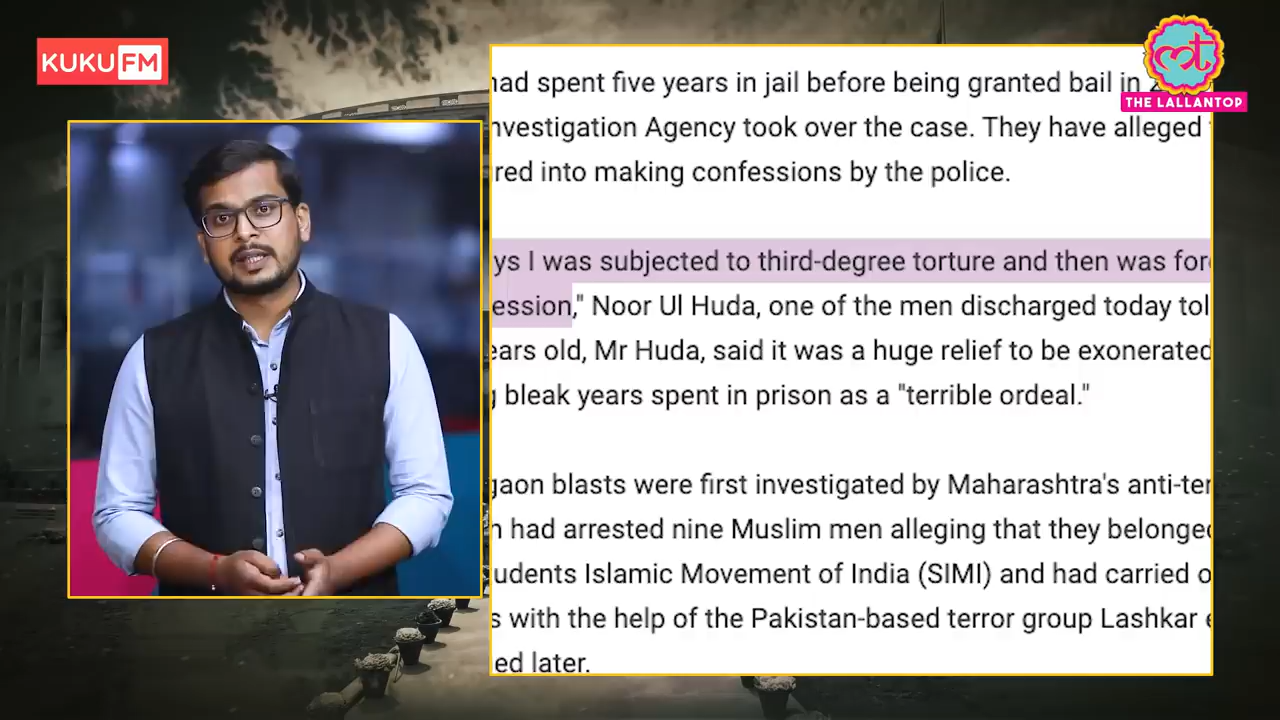 KUKU FM
लт
THE LALLANTOP
had spent five years in jail before being granted bail in
nvestigation Agency took over the case. They have alleged
red into making confessions by the police.
ys I was subjected to third-degree torture and then was for
ession," Noor Ul Huda, one of the men discharged today tol
ears old, Mr Huda, said it was a huge relief to be exonerated
bleak years spent in prison as a "terrible ordeal."
gaon blasts were first investigated by Maharashtra's anti-ter
had arrested nine Muslim men alleging that they belonged
udents Islamic Movement of India (SIMI) and had carried o
s with the help of the Pakistan-based terror group Lashkar
ed later.